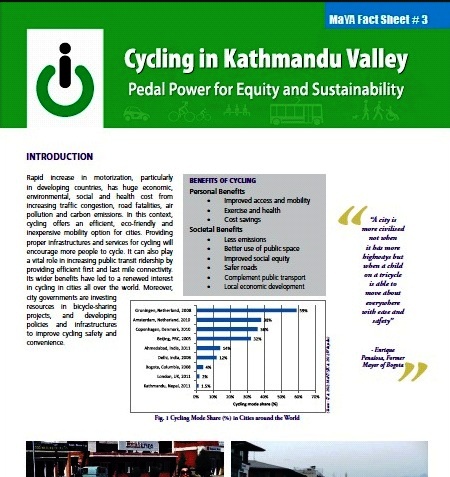 MaYA Fact Sheet # 3
Cycling in Kathmandu Valley
Pedal Power for Equity and Sustainability
INTRODUCTION
Rapid increase in motorization, particularly
in developing countries, has huge economic,
environmental, social and health cost from
increasing traffic congestion, road fatalities, air
pollution and carbon emissions. In this context,
cycling offers an efficient, eco-friendly and
inexpensive mobility option for cities. Providing
proper infrastructures and services for cycling will
encourage more people to cycle. It can also play
a vital role in increasing public transit ridership by
providing efficient first and last mile connectivity.
Its wider benefits have led to a renewed interest
in cycling in cities all over the world. Moreover,
city governments are investing
resources in bicycle-sharing
projects, and developing
policies and infrastructures
to improve cycling safety and
convenience.
BENEFITS OF CYCLING
Personal Benefits
• Improved access and mobility
• Exercise and health
• Cost savings
Societal Benefits
• Less emissions
• Better use of public space
• Improved social equity
• Safer roads
• Complement public transport
• Local economic development
"A city is
more civilised
not when
it has more
highways but
when a child
on a tricycle
is able to
move about
everywhere
with ease and
safety"
- Enrique
Penalosa, Former
Mayor of Bogota
Groningen, Netherland, 2008 59%
Amsterdam, Netherland, 2010 38%
Copenhagen, Denmark, 2010 36%
Beijing, PRC, 2005 32%
Ahmedabad, India, 2011 14%
Delhi, India, 2008 12%
Bogota, Columbia, 2008 4%
London, UK, 2011 2%
Kathmandu, Nepal, 2011 1.5%
0% 10% 20% 30% 40% 50% 60% 70%
Cycling mode share (%)
Fig. 1 Cycling Mode Share (%) in Cities around the World